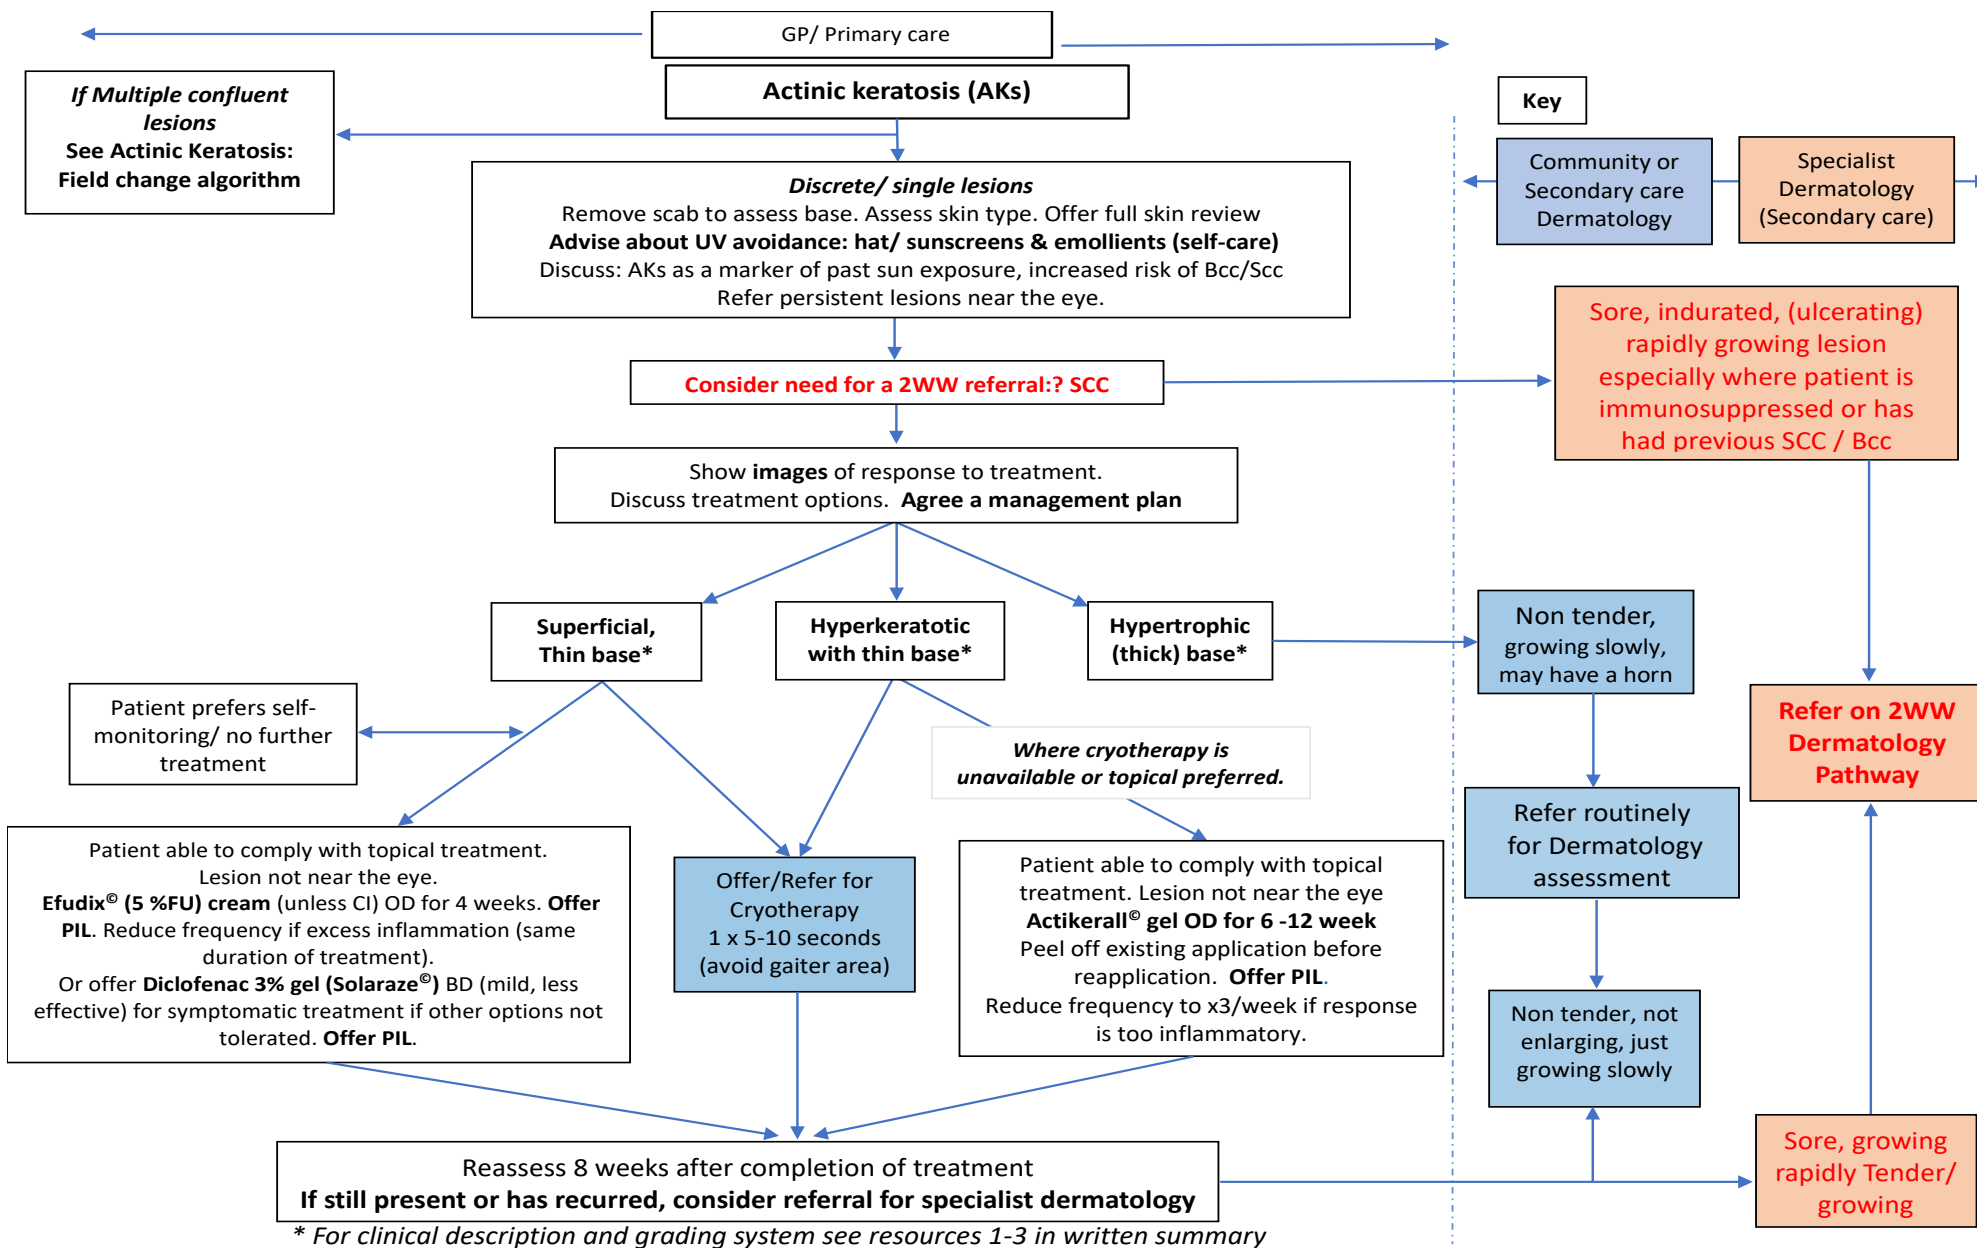 GP/ Primary care
Actinic keratosis (AKs)
If Multiple confluent
lesions
See Actinic Keratosis:
Field change algorithm
Key
Community or
Secondary care
Dermatology
Specialist
Dermatology
(Secondary care)
Discrete/ single lesions
Remove scab to assess base. Assess skin type. Offer full skin review
Advise about UV avoidance: hat/ sunscreens & emollients (self-care)
Discuss: AKs as a marker of past sun exposure, increased risk of Bcc/Scc
Refer persistent lesions near the eye.
Consider need for a 2WW referral:? SCC
Sore, indurated, (ulcerating)
rapidly growing lesion
especially where patient is
immunosuppressed or has
had previous SCC / Bcc
Show images of response to treatment.
Discuss treatment options. Agree a management plan
Superficial,
Thin base*
Hyperkeratotic
with thin base*
Hypertrophic
(thick) base*
Non tender,
growing slowly,
may have a horn
Patient prefers self-
monitoring/ no further
treatment
Where cryotherapy is
unavailable or topical preferred.
Refer on 2WW
Dermatology
Pathway
Refer routinely
for Dermatology
assessment
Patient able to comply with topical treatment.
Lesion not near the eye.
Efudix© (5 %FU) cream (unless CI) OD for 4 weeks. Offer
PIL. Reduce frequency if excess inflammation (same
duration of treatment).
Or offer Diclofenac 3% gel (Solaraze©) BD (mild, less
effective) for symptomatic treatment if other options not
tolerated. Offer PIL.
Offer/Refer for
Cryotherapy
1 x 5-10 seconds
(avoid gaiter area)
Patient able to comply with topical
treatment. Lesion not near the eye
Actikerall© gel OD for 6 -12 week
Peel off existing application before
reapplication. Offer PIL.
Reduce frequency to x3/week if response
is too inflammatory.
Non tender, not
enlarging, just
growing slowly
Reassess 8 weeks after completion of treatment
If still present or has recurred, consider referral for specialist dermatology
Sore, growing
rapidly Tender/
growing
* For clinical description and grading system see resources 1-3 in written summary